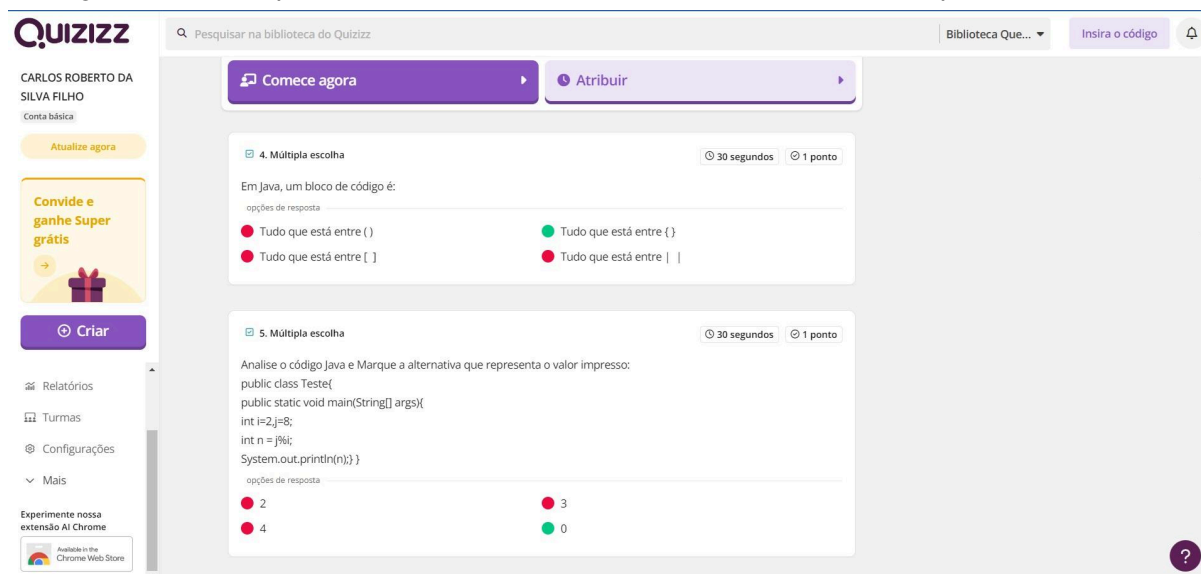 QUIZIZZ
Pesquisar na biblioteca do Quizizz
Biblioteca Que...
Insira o código
CARLOS ROBERTO DA
SILVA FILHO
Conta básica
Atualize agora
Convide e
ganhe Super
grátis
Criar
Relatórios
Turmas
Configurações
Mais
Experimente nossa
extensão AI Chrome
Available in the
Chrome Web Store
Comece agora
Atribuir
4. Múltipla escolha
30 segundos
1 ponto
Em Java, um bloco de código é:
opções de resposta
Tudo que está entre ( )
Tudo que está entre { }
Tudo que está entre [ ]
Tudo que está entre | |
5. Múltipla escolha
30 segundos
1 ponto
Analise o código Java e Marque a alternativa que representa o valor impresso:
public class Teste{
public static void main(String[] args){
int i=2,j=8;
int n = j%i;
System.out.println(n);} }
opções de resposta
2
3
4
0
?